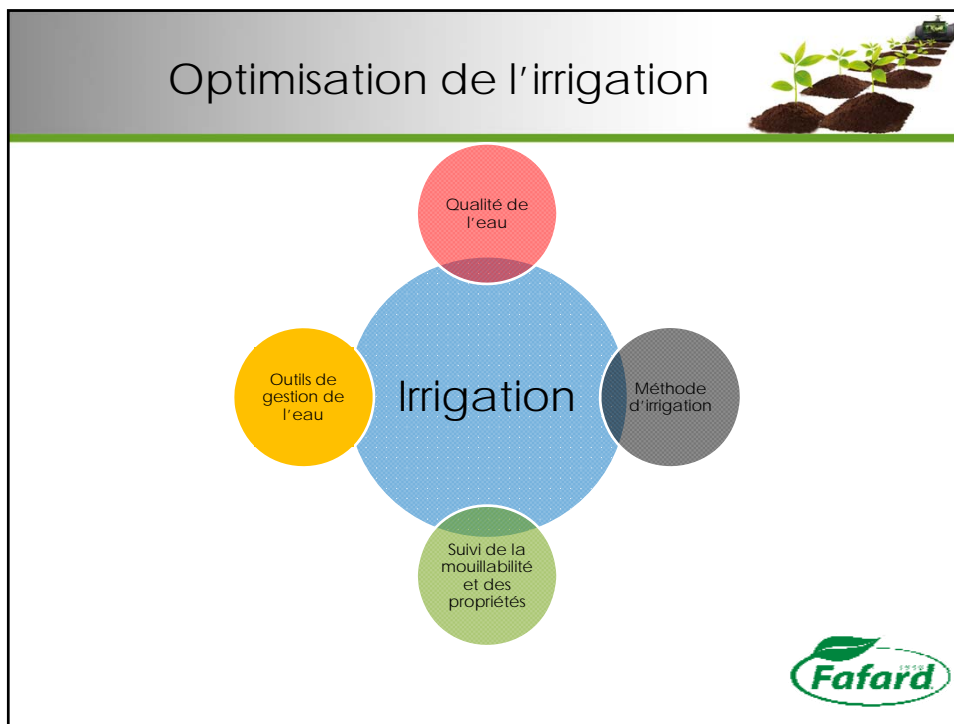 Optimisation de l'irrigation
Qualité de
l'eau
Outils de
gestion de
l'eau
Irrigation
Méthode
d'irrigation
Suivi de la
mouillabilité
et des
propriétés
Fafard